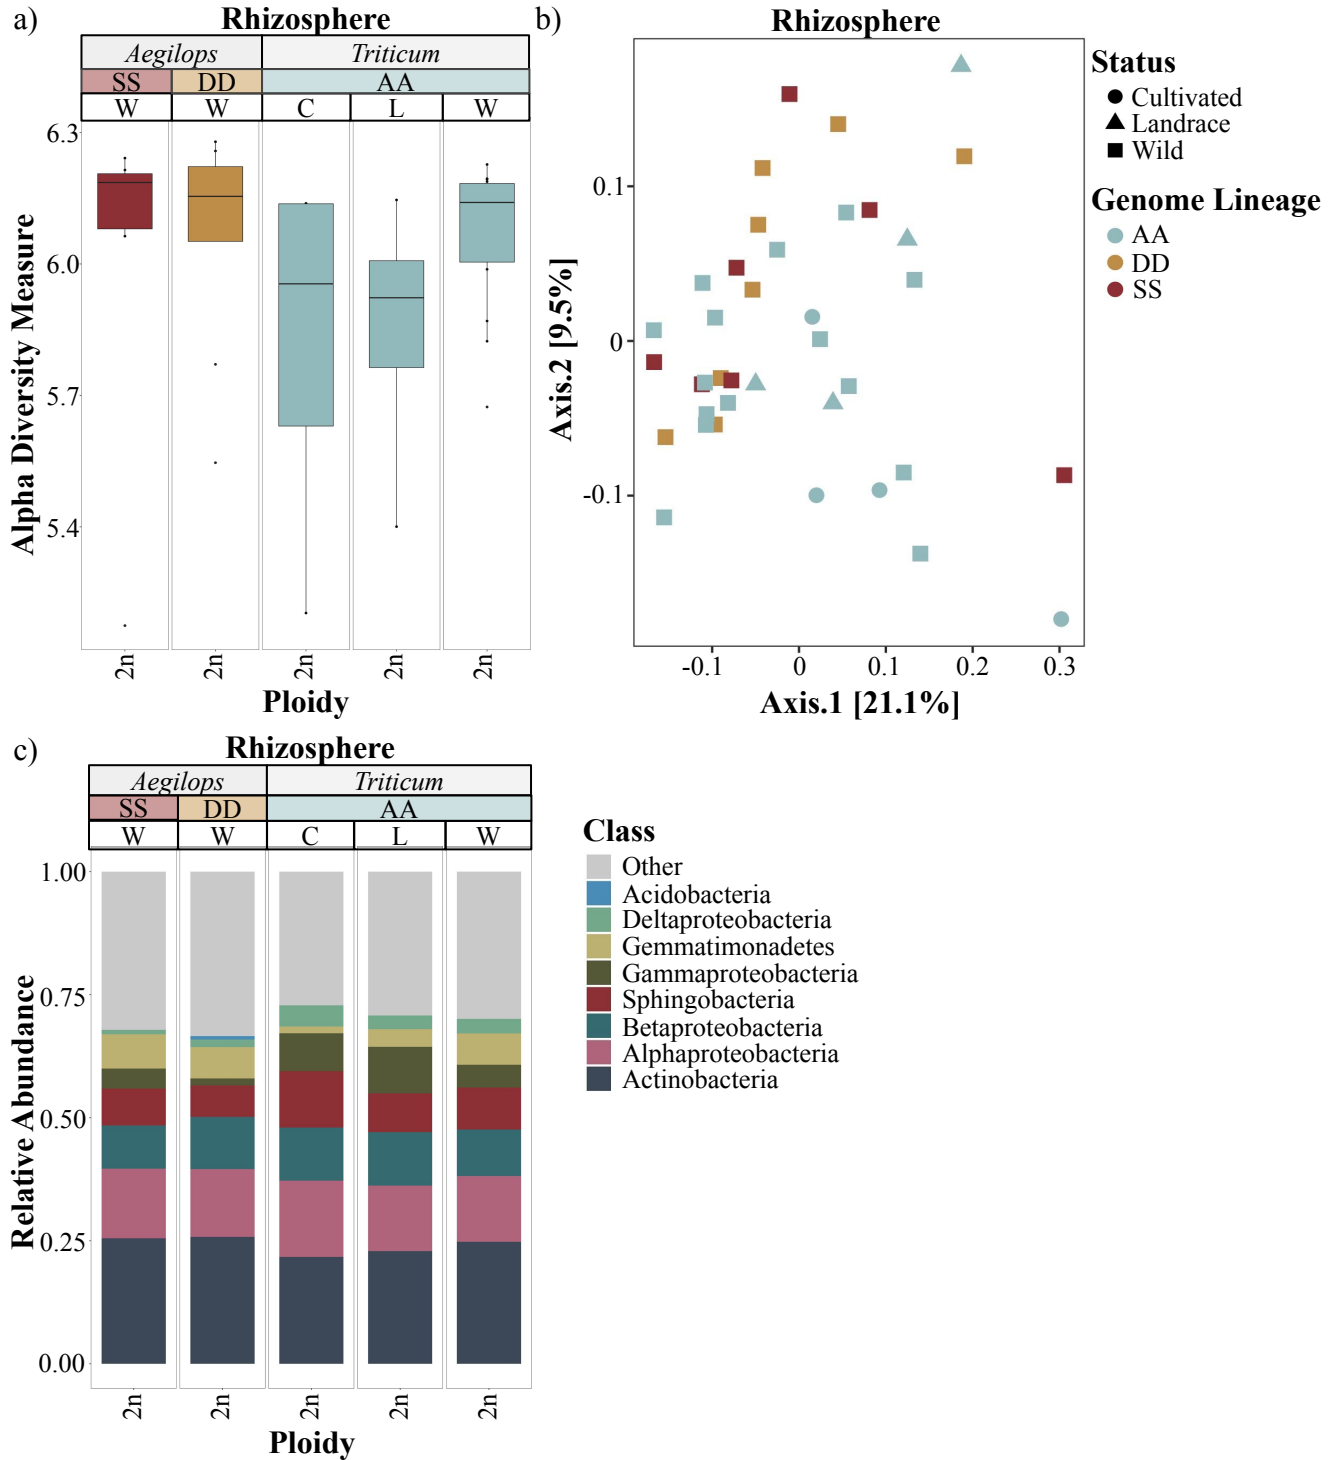 a)
Rhizosphere
Aegilops Triticum
SS DD AA
W W C L W
6.3
6.0
5.7
5.4
Alpha Diversity Measure
2n 2n 2n 2n 2n
Ploidy
b)
Rhizosphere
0.1
0
-0.1
Axis.2 [9.5%]
-0.1 0 0.1 0.2 0.3
Axis.1 [21.1%]
Status
Cultivated
Landrace
Wild
Genome Lineage
AA
DD
SS
c)
Rhizosphere
Aegilops Triticum
SS DD AA
W W C L W
1.00
0.75
0.50
0.25
0.00
Relative Abundance
2n 2n 2n 2n 2n
Ploidy
Class
Other
Acidobacteria
Deltaproteobacteria
Gemmatimonadetes
Gammaproteobacteria
Sphingobacteria
Betaproteobacteria
Alphaproteobacteria
Actinobacteria